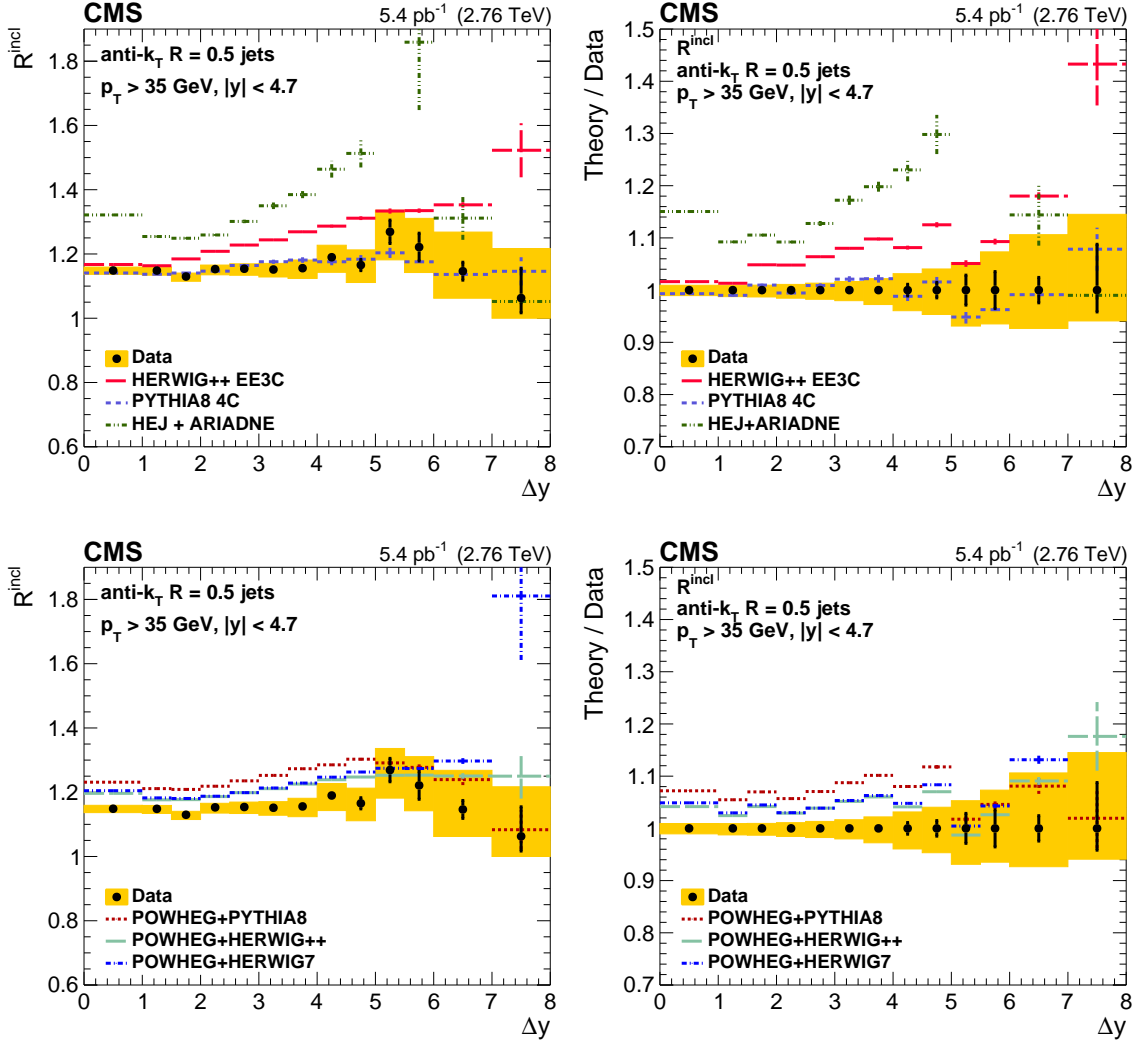 CMS 5.4 pb⁻¹ (2.76 TeV)
R^incl
anti-k_T R = 0.5 jets
p_T > 35 GeV, |y| < 4.7
1.8
1.6
1.4
1.2
1
0.8
0.6
Data
HERWIG++ EE3C
PYTHIA8 4C
HEJ + ARIADNE
0 1 2 3 4 5 6 7 8
Δy
CMS 5.4 pb⁻¹ (2.76 TeV)
Theory / Data
R^incl
anti-k_T R = 0.5 jets
p_T > 35 GeV, |y| < 4.7
1.5
1.4
1.3
1.2
1.1
1.0
0.9
0.8
0.7
Data
HERWIG++ EE3C
PYTHIA8 4C
HEJ+ARIADNE
0 1 2 3 4 5 6 7 8
Δy
CMS 5.4 pb⁻¹ (2.76 TeV)
R^incl
anti-k_T R = 0.5 jets
p_T > 35 GeV, |y| < 4.7
1.8
1.6
1.4
1.2
1
0.8
0.6
Data
POWHEG+PYTHIA8
POWHEG+HERWIG++
POWHEG+HERWIG7
0 1 2 3 4 5 6 7 8
Δy
CMS 5.4 pb⁻¹ (2.76 TeV)
Theory / Data
R^incl
anti-k_T R = 0.5 jets
p_T > 35 GeV, |y| < 4.7
1.5
1.4
1.3
1.2
1.1
1.0
0.9
0.8
0.7
Data
POWHEG+PYTHIA8
POWHEG+HERWIG++
POWHEG+HERWIG7
0 1 2 3 4 5 6 7 8
Δy